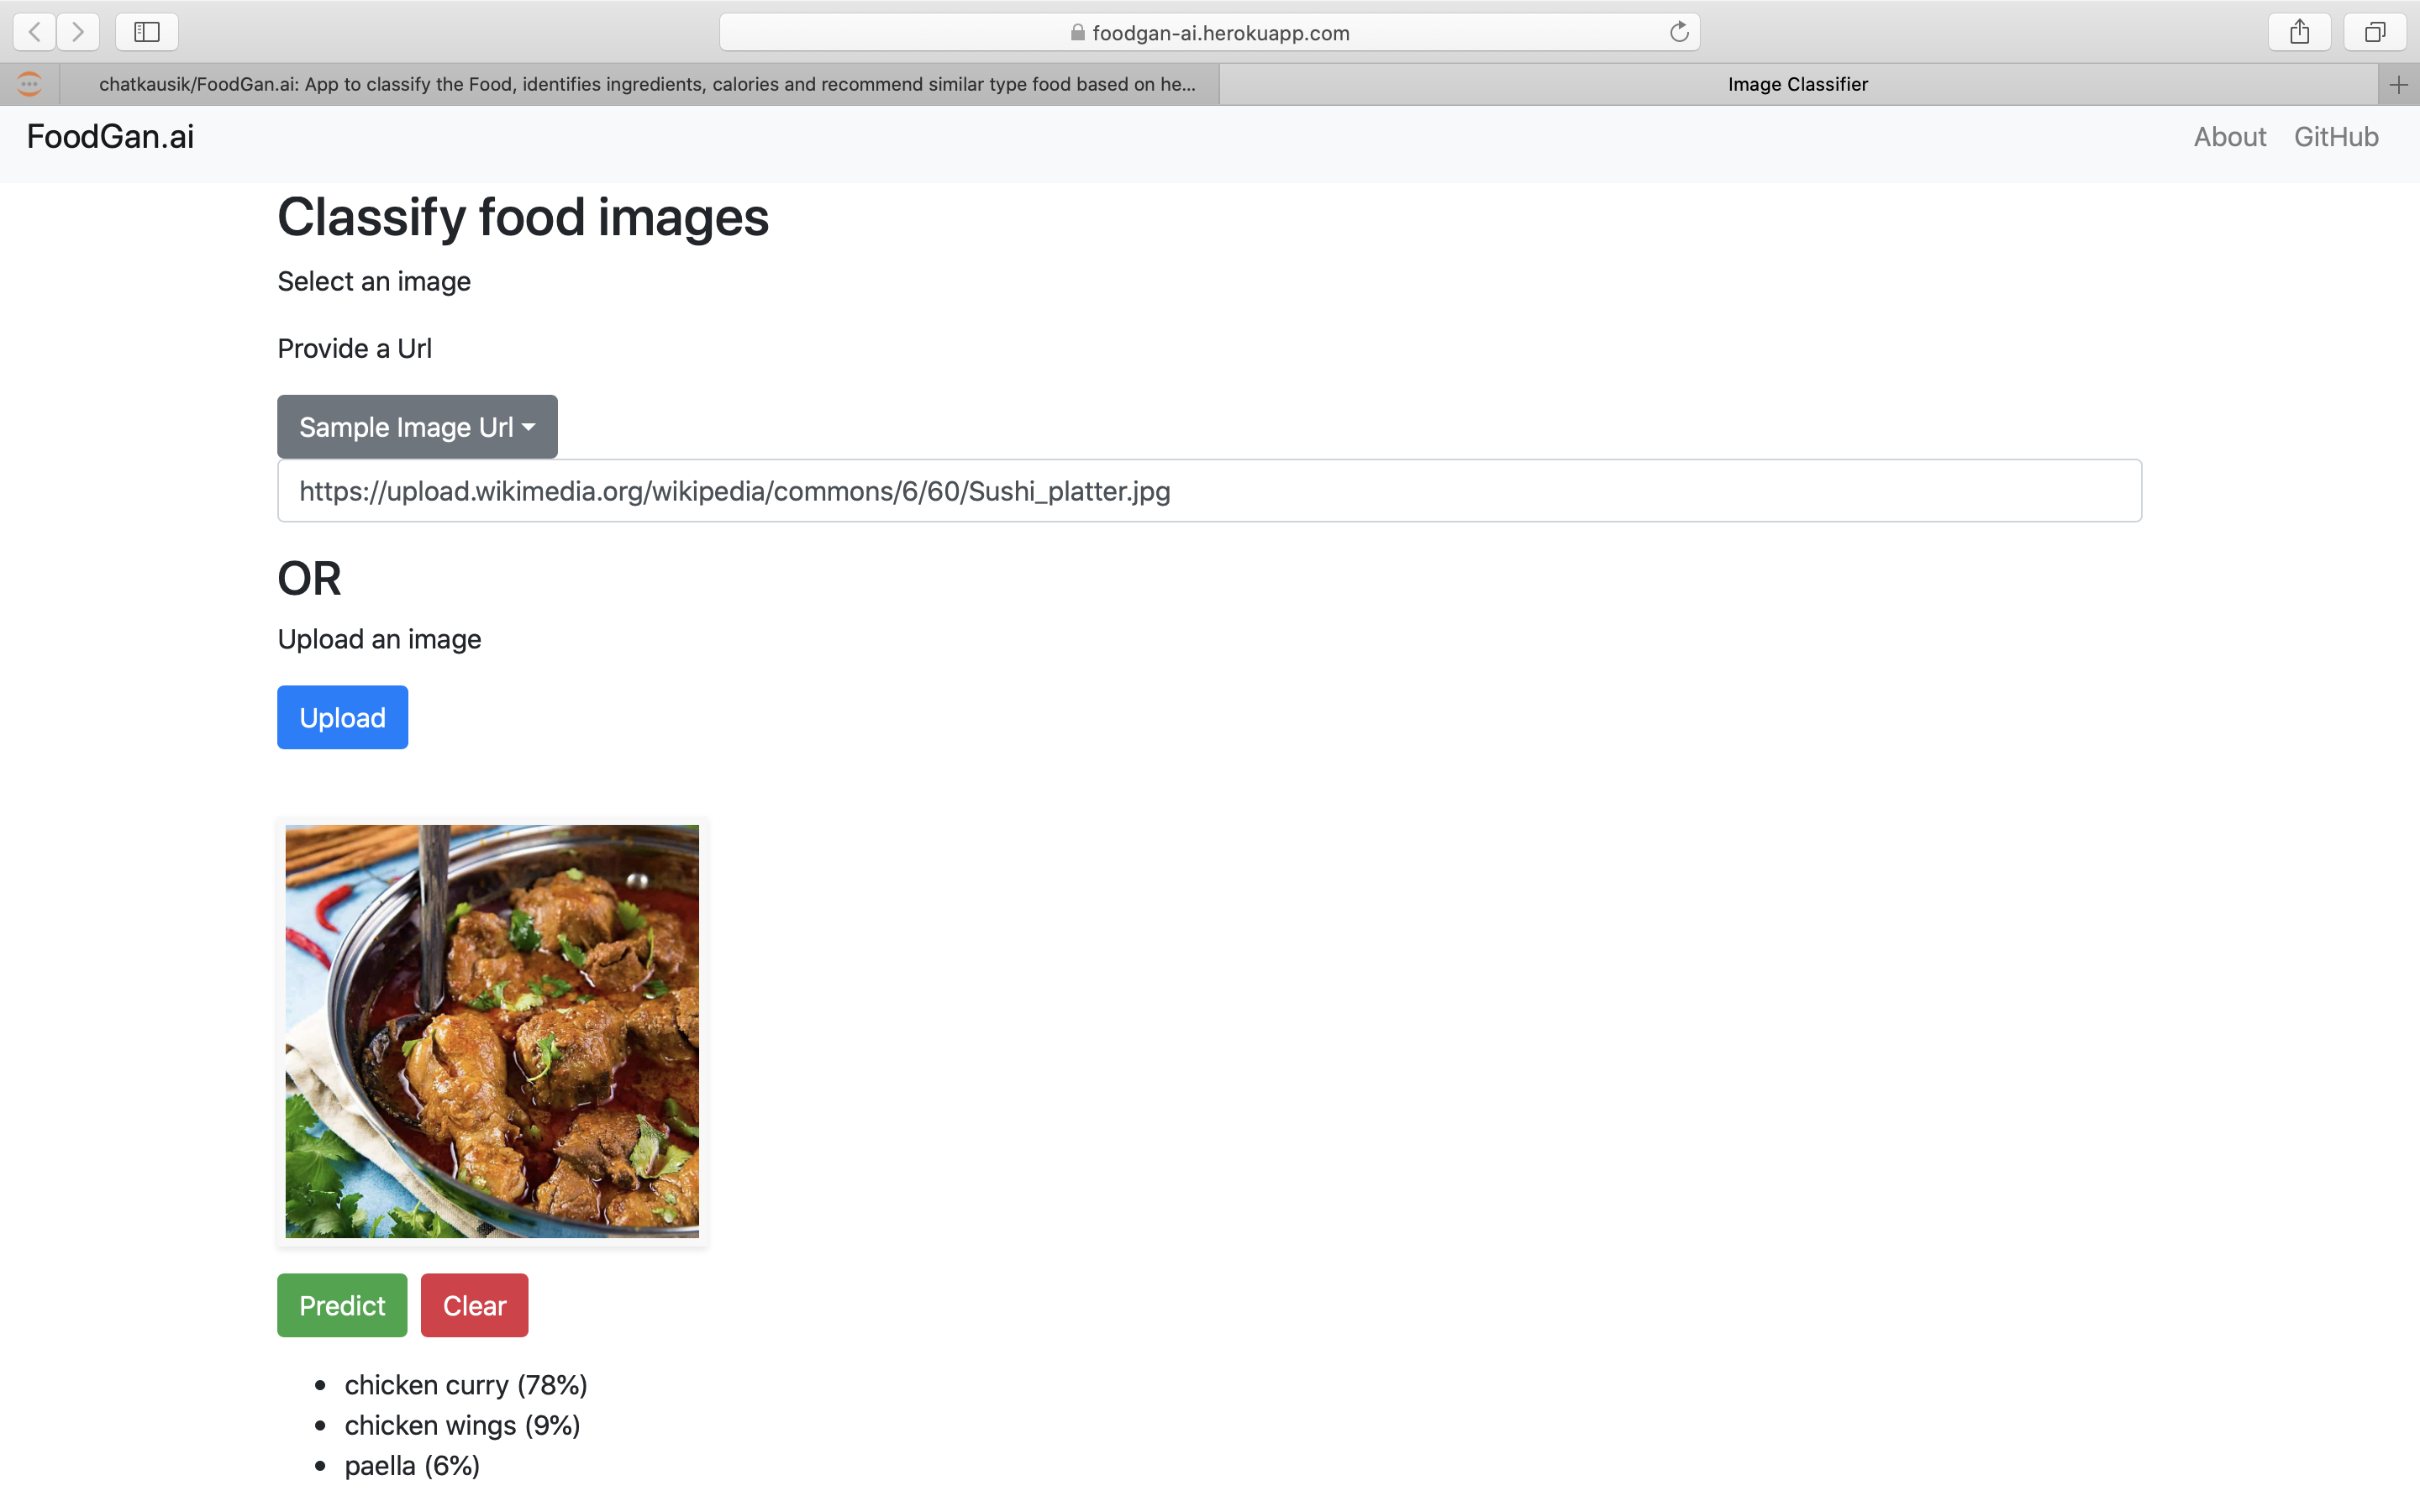 foodgan-ai.herokuapp.com
chatkausik/FoodGan.ai: App to classify the Food, identifies ingredients, calories and recommend similar type food based on he...
Image Classifier
FoodGan.ai
About GitHub
Classify food images
Select an image
Provide a Url
Sample Image Url
https://upload.wikimedia.org/wikipedia/commons/6/60/Sushi_platter.jpg
OR
Upload an image
Upload
Predict Clear
• chicken curry (78%)
• chicken wings (9%)
• paella (6%)